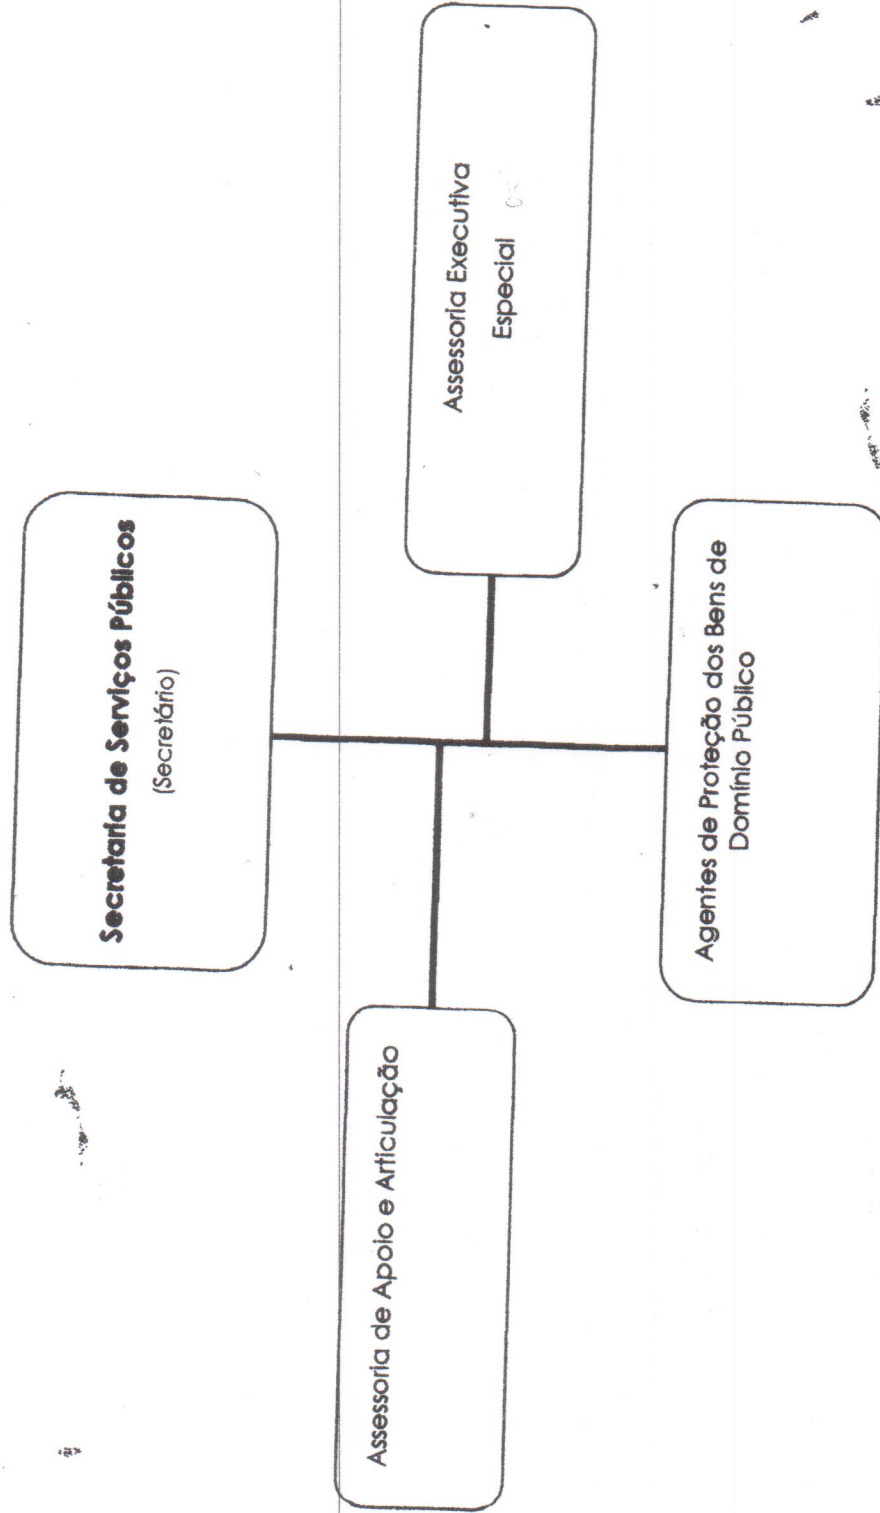 Secretaria de Serviços Públicos
(Secretário)
Assessoria de Apoio e Articulação
Assessoria Executiva
Especial
Agentes de Proteção dos Bens de
Domínio Público